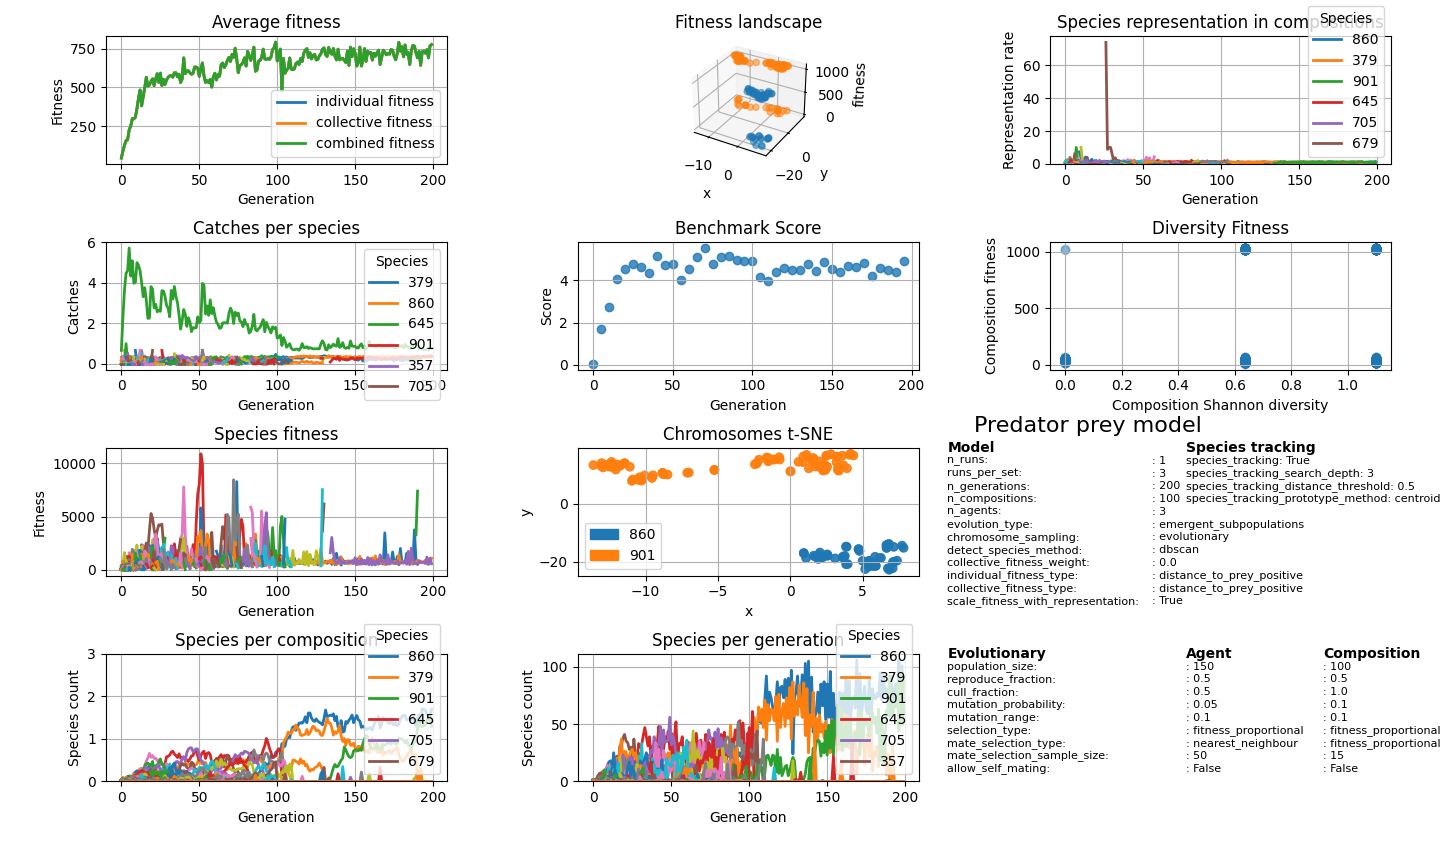 Average fitness
750
500
250
Fitness
individual fitness
collective fitness
combined fitness
0 50 100 150 200
Generation
Fitness landscape
1000
500
0
fitness
−10
0
x
0
−20
y
Species representation in compositions
Species
860
379
901
645
705
679
60
40
20
0
Representation rate
0 50 100 150 200
Generation
Catches per species
6
4
2
0
Catches
Species
379
860
645
901
357
705
0 50 100 150 200
Generation
Benchmark Score
4
2
0
Score
0 50 100 150 200
Generation
Diversity Fitness
1000
500
0
Composition fitness
0.0 0.2 0.4 0.6 0.8 1.0
Composition Shannon diversity
Species fitness
10000
5000
0
Fitness
0 50 100 150 200
Generation
Chromosomes t-SNE
0
−20
y
860
901
−10 −5 0 5
x
Predator prey model
Model Species tracking
n_runs: : 1 species_tracking: True
runs_per_set: : 3 species_tracking_search_depth: 3
n_generations: : 200 species_tracking_distance_threshold: 0.5
n_compositions: : 100 species_tracking_prototype_method: centroid
n_agents: : 3
evolution_type: : emergent_subpopulations
chromosome_sampling: : evolutionary
detect_species_method: : dbscan
collective_fitness_weight: : 0.0
individual_fitness_type: : distance_to_prey_positive
collective_fitness_type: : distance_to_prey_positive
scale_fitness_with_representation: : True
Species per composition
3
2
1
0
Species count
Species
860
379
901
645
705
679
0 50 100 150 200
Generation
Species per generation
100
50
0
Species count
Species
860
379
901
645
705
357
0 50 100 150 200
Generation
Evolutionary Agent Composition
population_size: : 150 : 100
reproduce_fraction: : 0.5 : 0.5
cull_fraction: : 0.5 : 1.0
mutation_probability: : 0.05 : 0.1
mutation_range: : 0.1 : 0.1
selection_type: : fitness_proportional : fitness_proportional
mate_selection_type: : nearest_neighbour : fitness_proportional
mate_selection_sample_size: : 50 : 15
allow_self_mating: : False : False